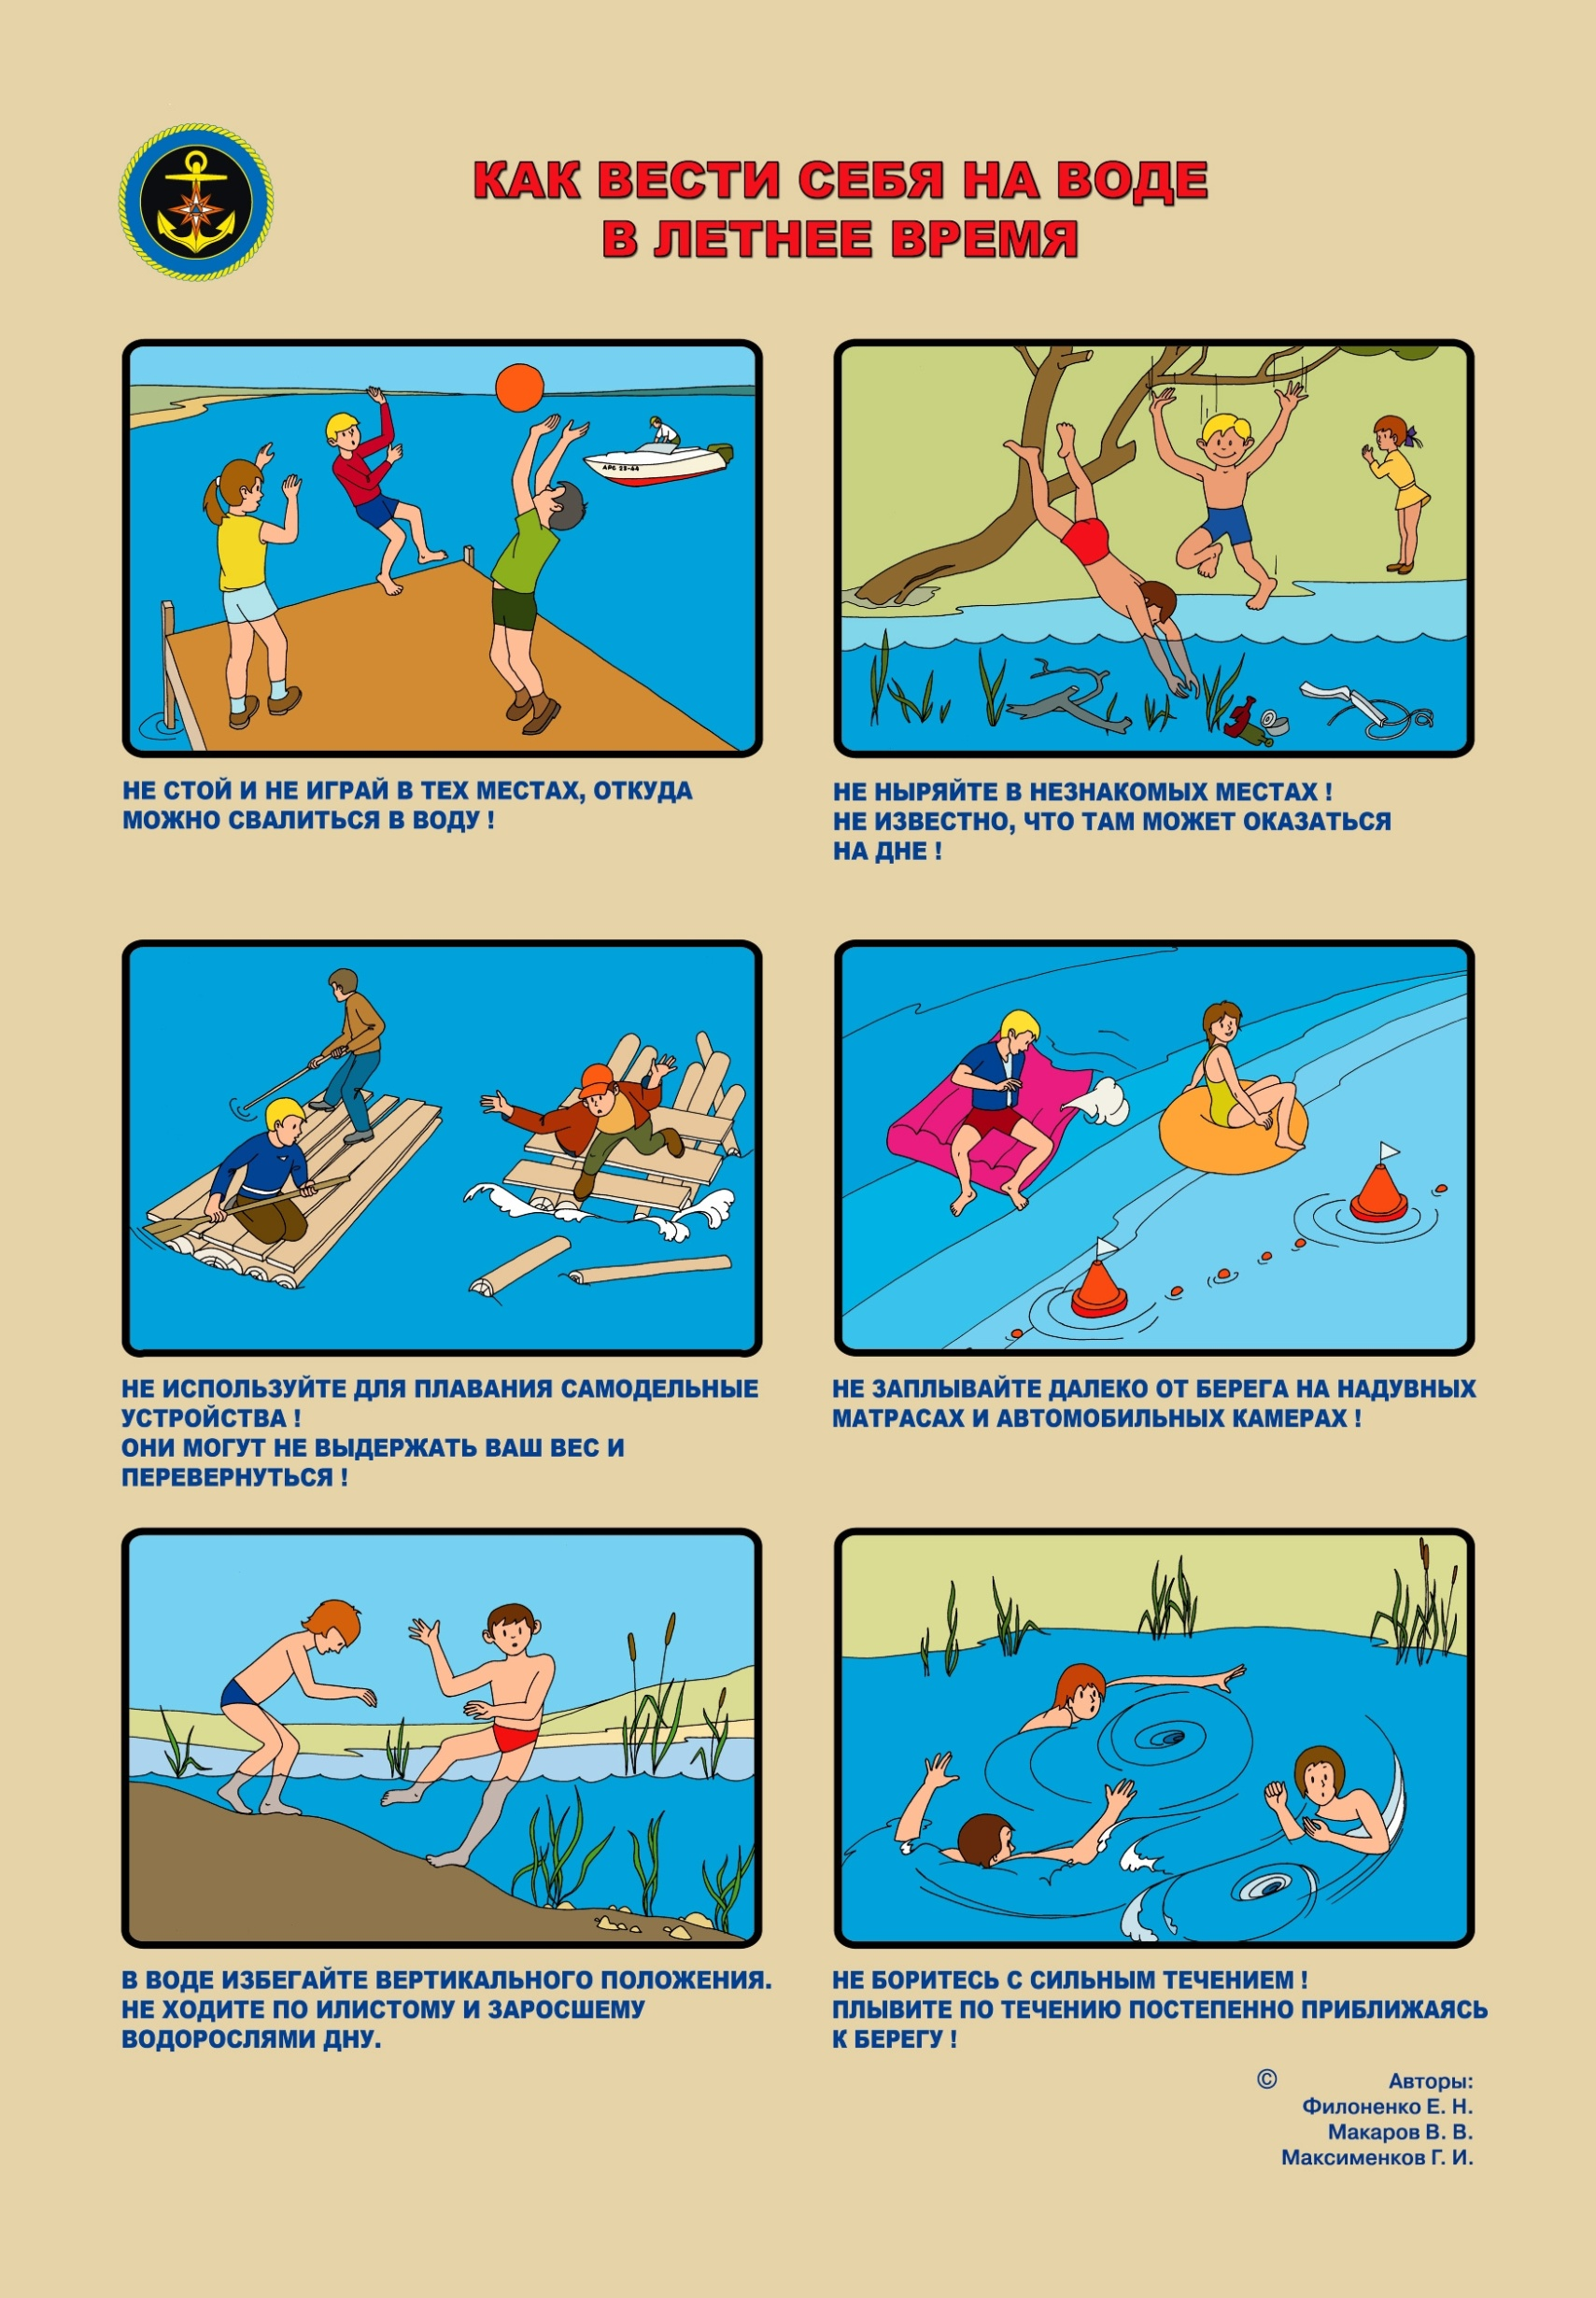 КАК ВЕСТИ СЕБЯ НА ВОДЕ
В ЛЕТНЕЕ ВРЕМЯ
АРС 23-64
НЕ СТОЙ И НЕ ИГРАЙ В ТЕХ МЕСТАХ, ОТКУДА
МОЖНО СВАЛИТЬСЯ В ВОДУ !
НЕ НЫРЯЙТЕ В НЕЗНАКОМЫХ МЕСТАХ !
НЕ ИЗВЕСТНО, ЧТО ТАМ МОЖЕТ ОКАЗАТЬСЯ
НА ДНЕ !
НЕ ИСПОЛЬЗУЙТЕ ДЛЯ ПЛАВАНИЯ САМОДЕЛЬНЫЕ
УСТРОЙСТВА !
ОНИ МОГУТ НЕ ВЫДЕРЖАТЬ ВАШ ВЕС И
ПЕРЕВЕРНУТЬСЯ !
НЕ ЗАПЛЫВАЙТЕ ДАЛЕКО ОТ БЕРЕГА НА НАДУВНЫХ
МАТРАСАХ И АВТОМОБИЛЬНЫХ КАМЕРАХ !
В ВОДЕ ИЗБЕГАЙТЕ ВЕРТИКАЛЬНОГО ПОЛОЖЕНИЯ.
НЕ ХОДИТЕ ПО ИЛИСТОМУ И ЗАРОСШЕМУ
ВОДОРОСЛЯМИ ДНУ.
НЕ БОРИТЕСЬ С СИЛЬНЫМ ТЕЧЕНИЕМ !
ПЛЫВИТЕ ПО ТЕЧЕНИЮ ПОСТЕПЕННО ПРИБЛИЖАЯСЬ
К БЕРЕГУ !
© Авторы:
Филоненко Е. Н.
Макаров В. В.
Максименков Г. И.